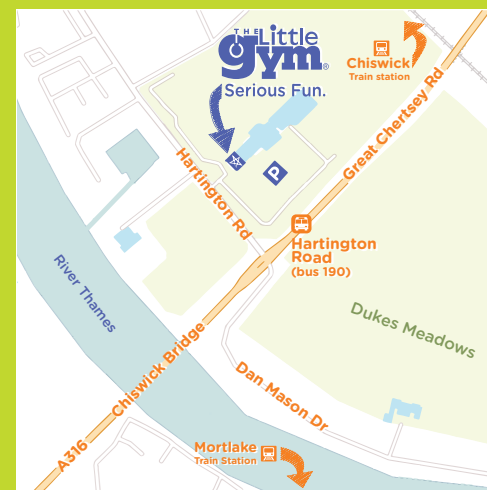 THE Little
gym®
Serious Fun.
Chiswick
Train station
Great Chertsey Rd
P
Hartington Rd
Hartington
Road
(bus 190)
River Thames
Dukes Meadows
Chiswick Bridge
Dan Mason Dr
A316
Mortlake
Train Station